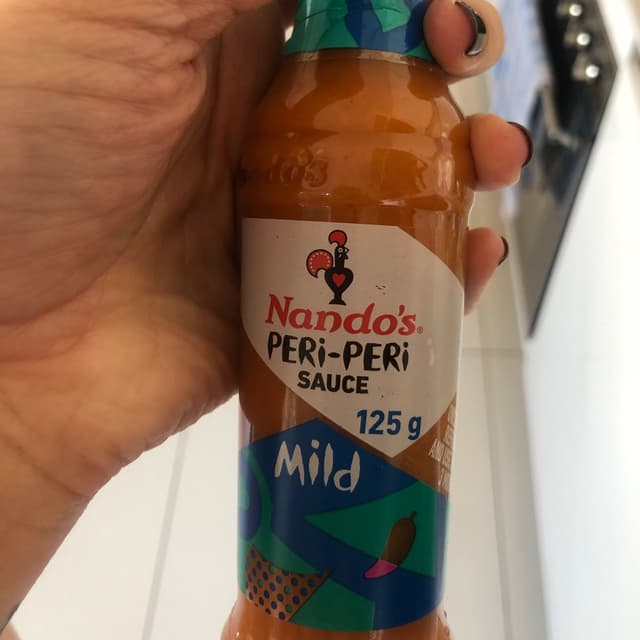 Nando's®
PERi-PERi
SAUCE
125 g
Mild